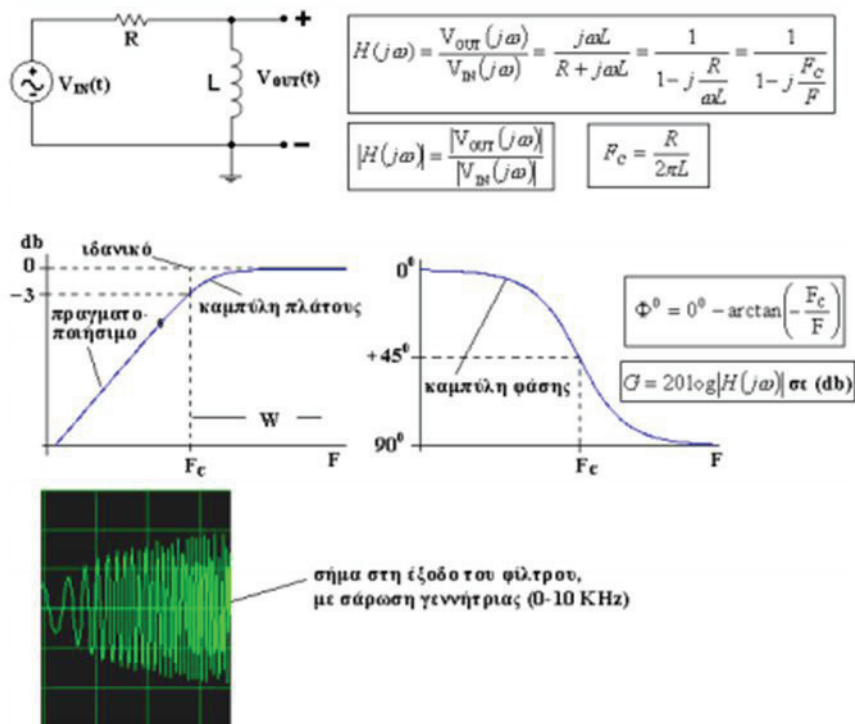 R
V_IN(t)
L
V_OUT(t)
+
−
H(jω) = V_OUT(jω) / V_IN(jω) = jωL / (R + jωL) = 1 / (1 − j R/(ωL)) = 1 / (1 − j F_C/F)
|H(jω)| = |V_OUT(jω)| / |V_IN(jω)|
F_C = R / (2πL)
db
0
−3
ιδανικό
καμπύλη πλάτους
πραγματο-
ποιήσιμο
W
F_C
F
0⁰
+45⁰
90⁰
καμπύλη φάσης
F_C
F
Φ⁰ = 0⁰ − arctan(−F_C/F)
G = 20log|H(jω)| σε (db)
σήμα στη έξοδο του φίλτρου,
με σάρωση γεννήτριας (0-10 KHz)